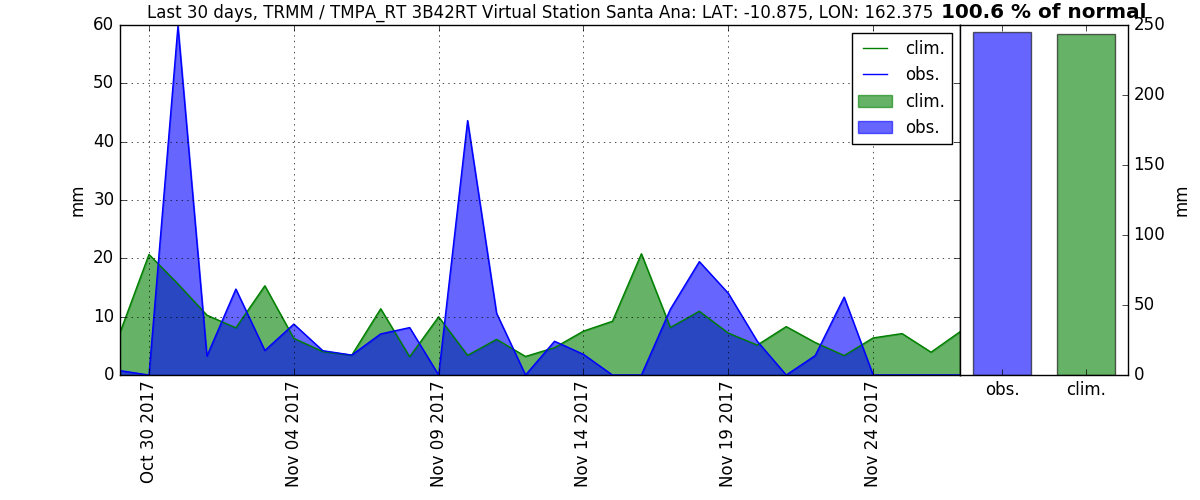 Last 30 days, TRMM / TMPA_RT 3B42RT Virtual Station Santa Ana: LAT: -10.875, LON: 162.375
100.6 % of normal
60
50
40
30
20
10
0
mm
clim.
obs.
clim.
obs.
Oct 30 2017
Nov 04 2017
Nov 09 2017
Nov 14 2017
Nov 19 2017
Nov 24 2017
250
200
150
100
50
0
mm
obs.
clim.